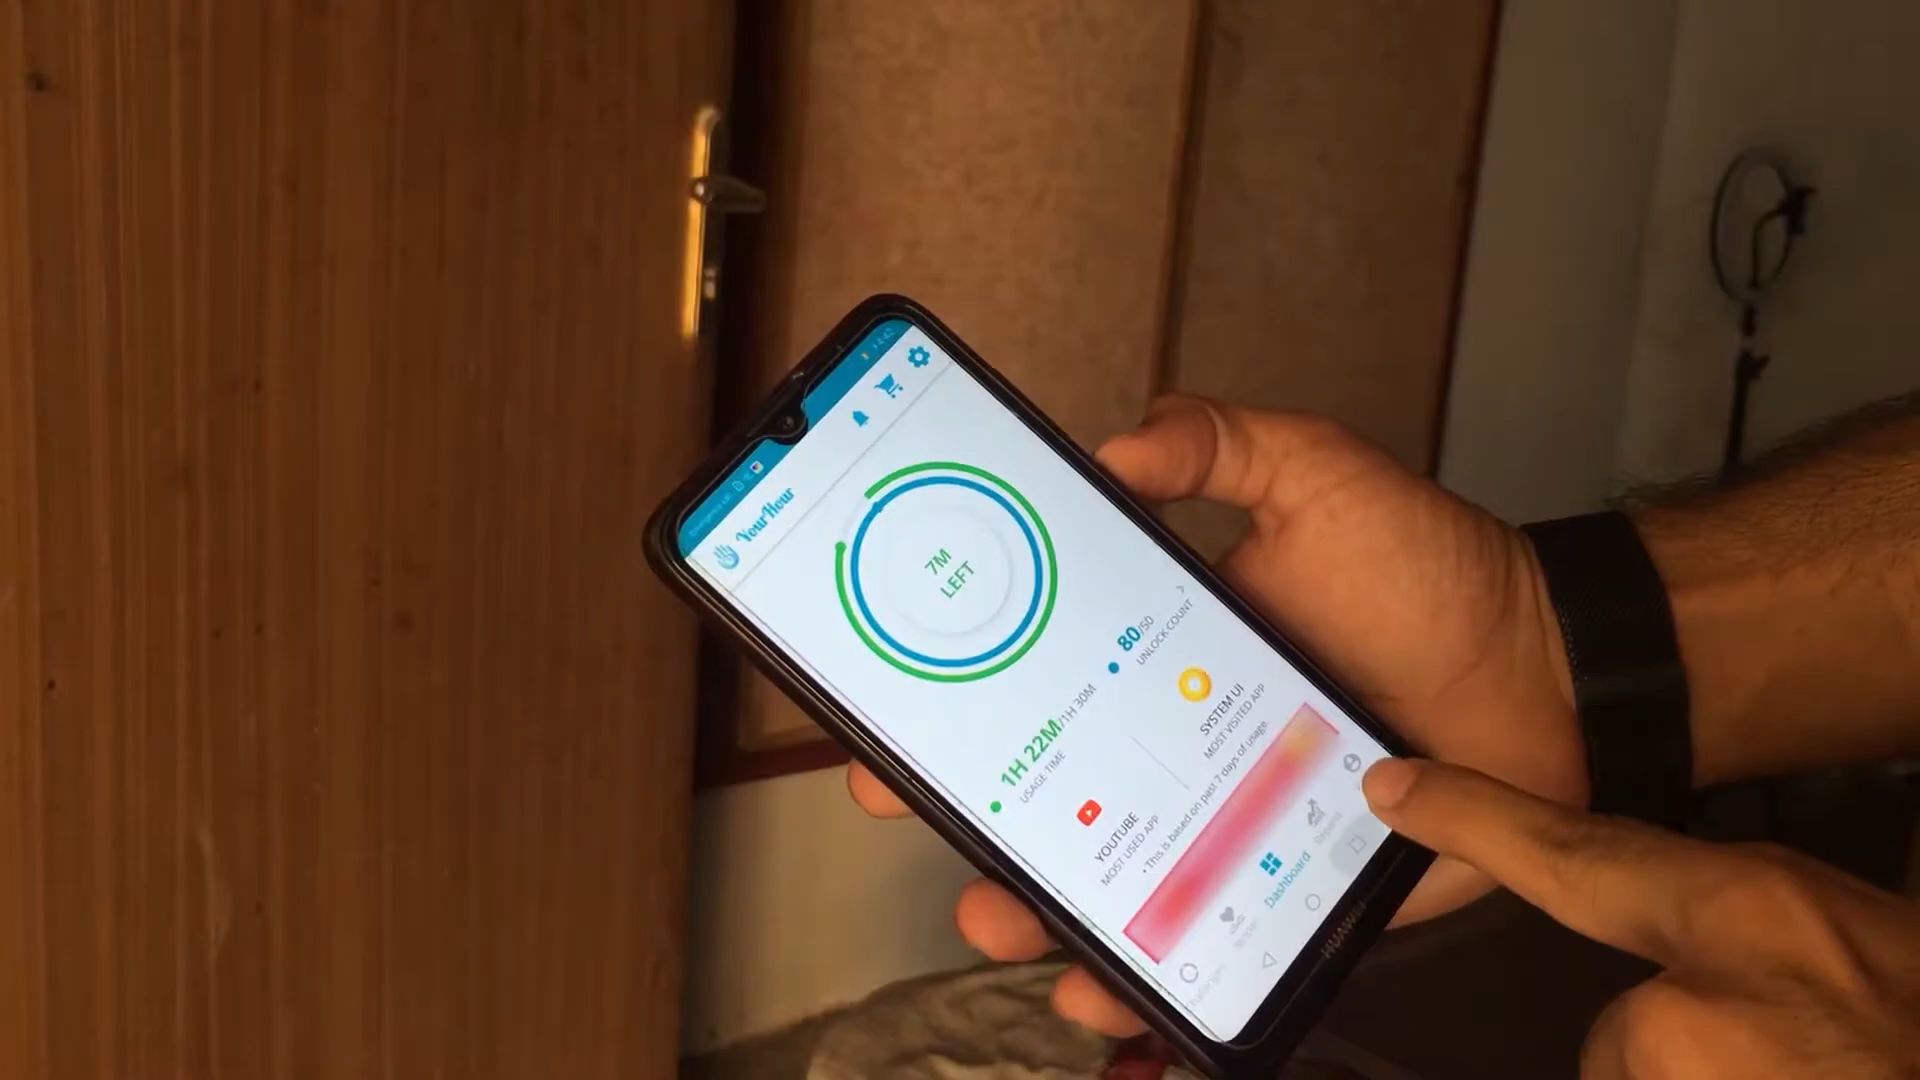 YourHour
7M
LEFT
1H 22M/1H 30M
USAGE TIME
80/50
UNLOCK COUNT
YOUTUBE
MOST USED APP
SYSTEM UI
MOST VISITED APP
• This is based on past 7 days of usage.
Dashboard
HUAWEI